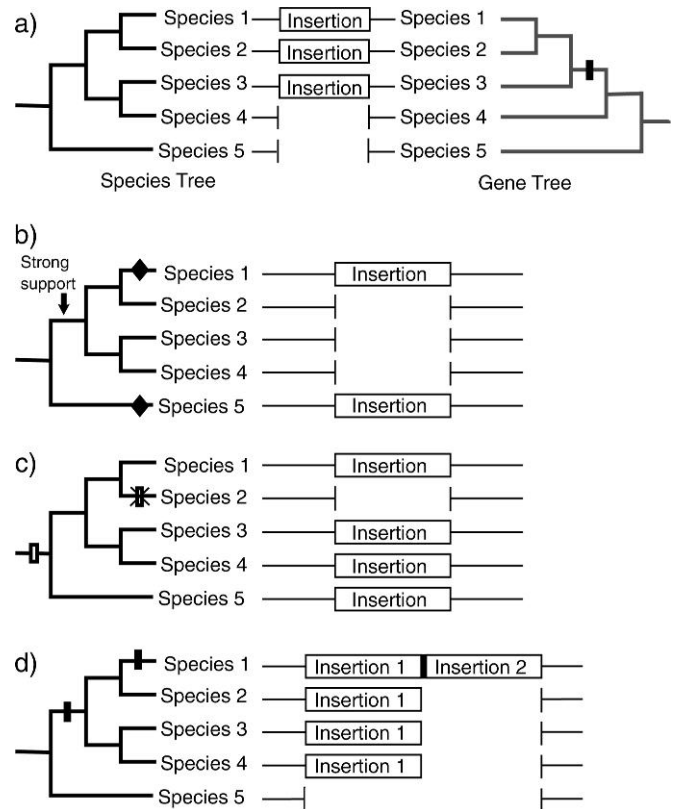 a)
Species 1 Insertion Species 1
Species 2 Insertion Species 2
Species 3 Insertion Species 3
Species 4 Species 4
Species 5 Species 5
Species Tree Gene Tree
b)
Strong
support
Species 1 Insertion
Species 2
Species 3
Species 4
Species 5 Insertion
c)
Species 1 Insertion
Species 2
Species 3 Insertion
Species 4 Insertion
Species 5 Insertion
d)
Species 1 Insertion 1 Insertion 2
Species 2 Insertion 1
Species 3 Insertion 1
Species 4 Insertion 1
Species 5